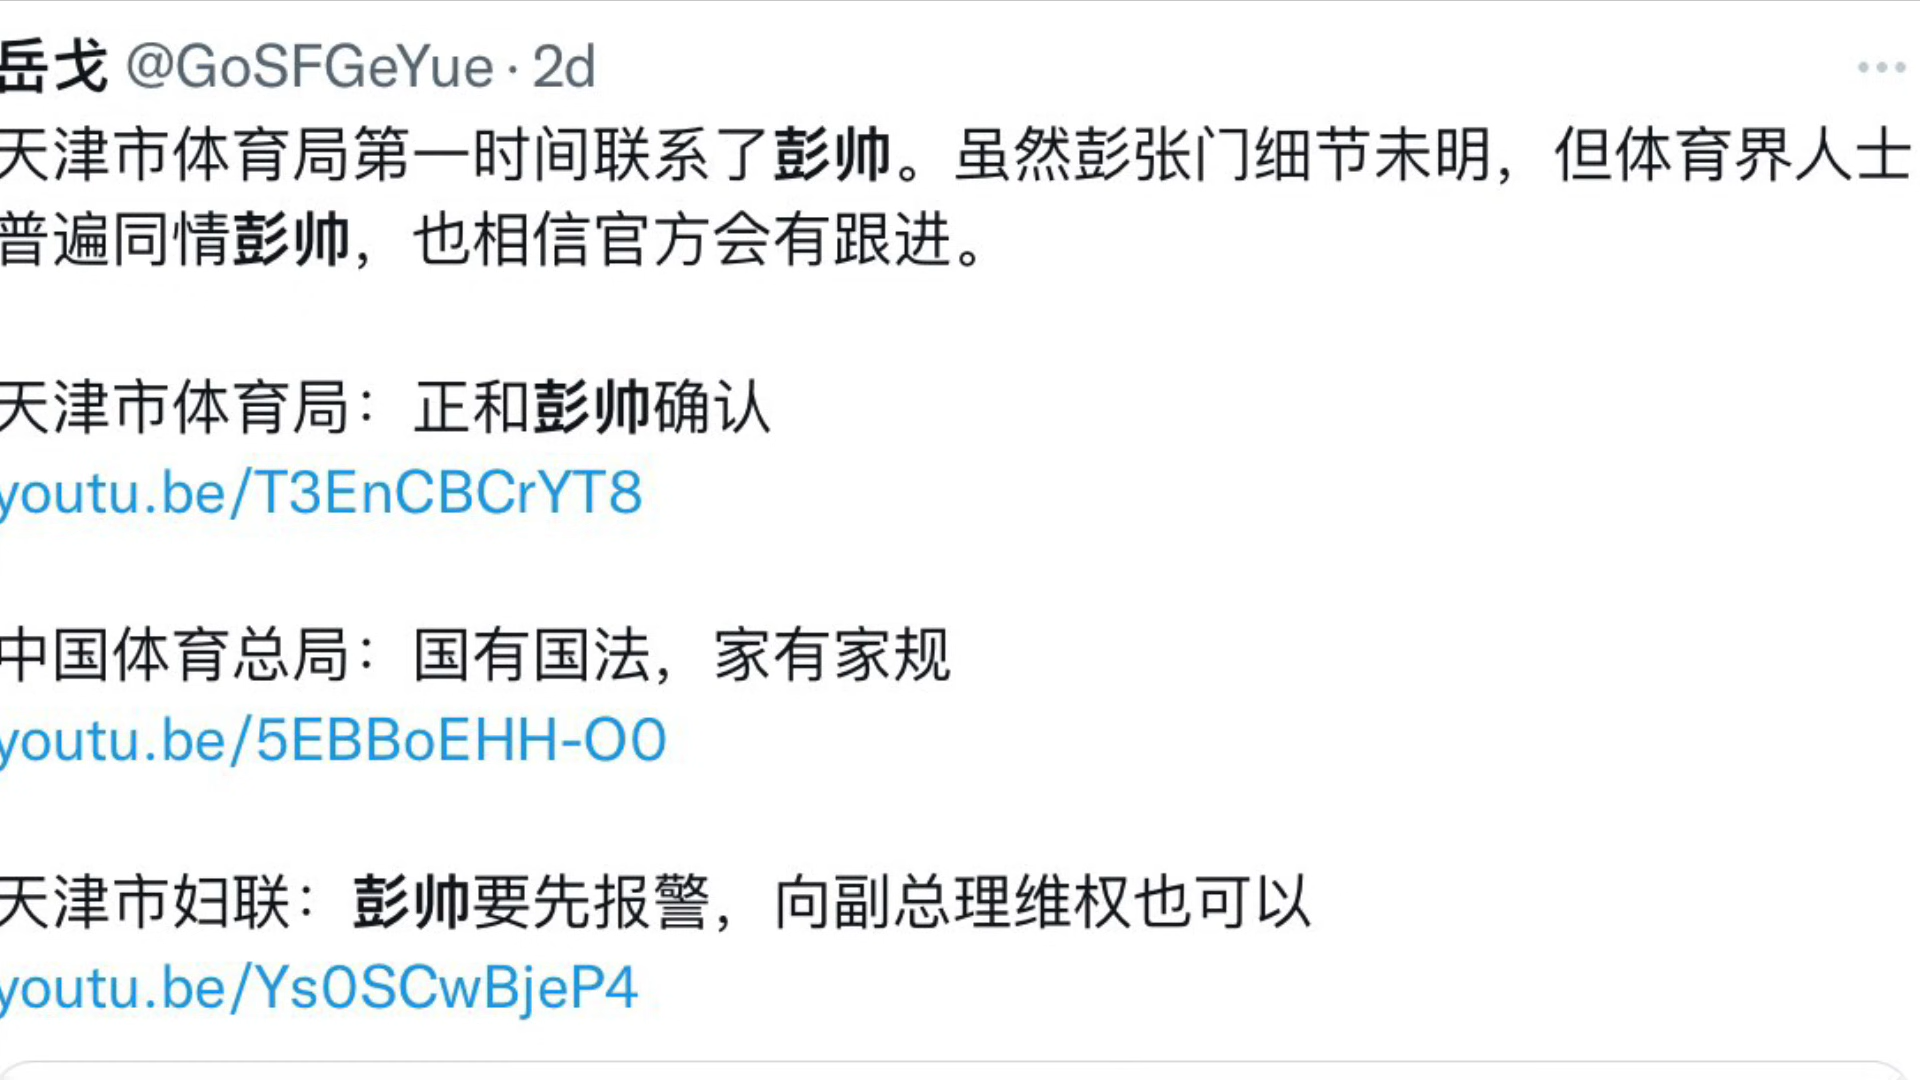 岳戈 @GoSFGeYue · 2d
天津市体育局第一时间联系了彭帅。虽然彭张门细节未明，但体育界人士
普遍同情彭帅，也相信官方会有跟进。
天津市体育局：正和彭帅确认
youtu.be/T3EnCBCrYT8
中国体育总局：国有国法，家有家规
youtu.be/5EBBoEHH-O0
天津市妇联：彭帅要先报警，向副总理维权也可以
youtu.be/Ys0SCwBjeP4